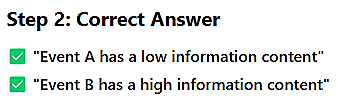 Step 2: Correct Answer
✅ "Event A has a low information content"
✅ "Event B has a high information content"